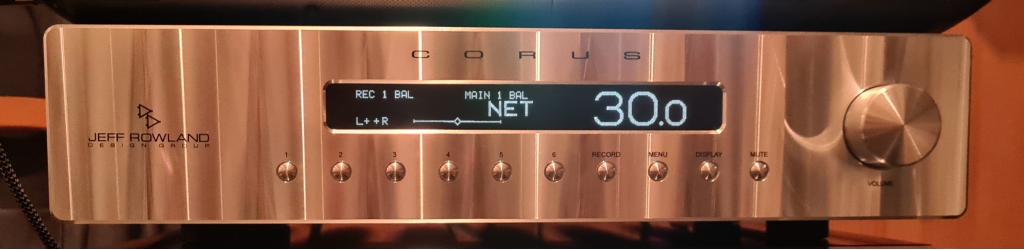 CORUS
REC 1 BAL
MAIN 1 BAL
NET
30.0
L++R
JEFF ROWLAND
DESIGN GROUP
1 2 3 4 5 6 RECORD MENU DISPLAY MUTE
VOLUME